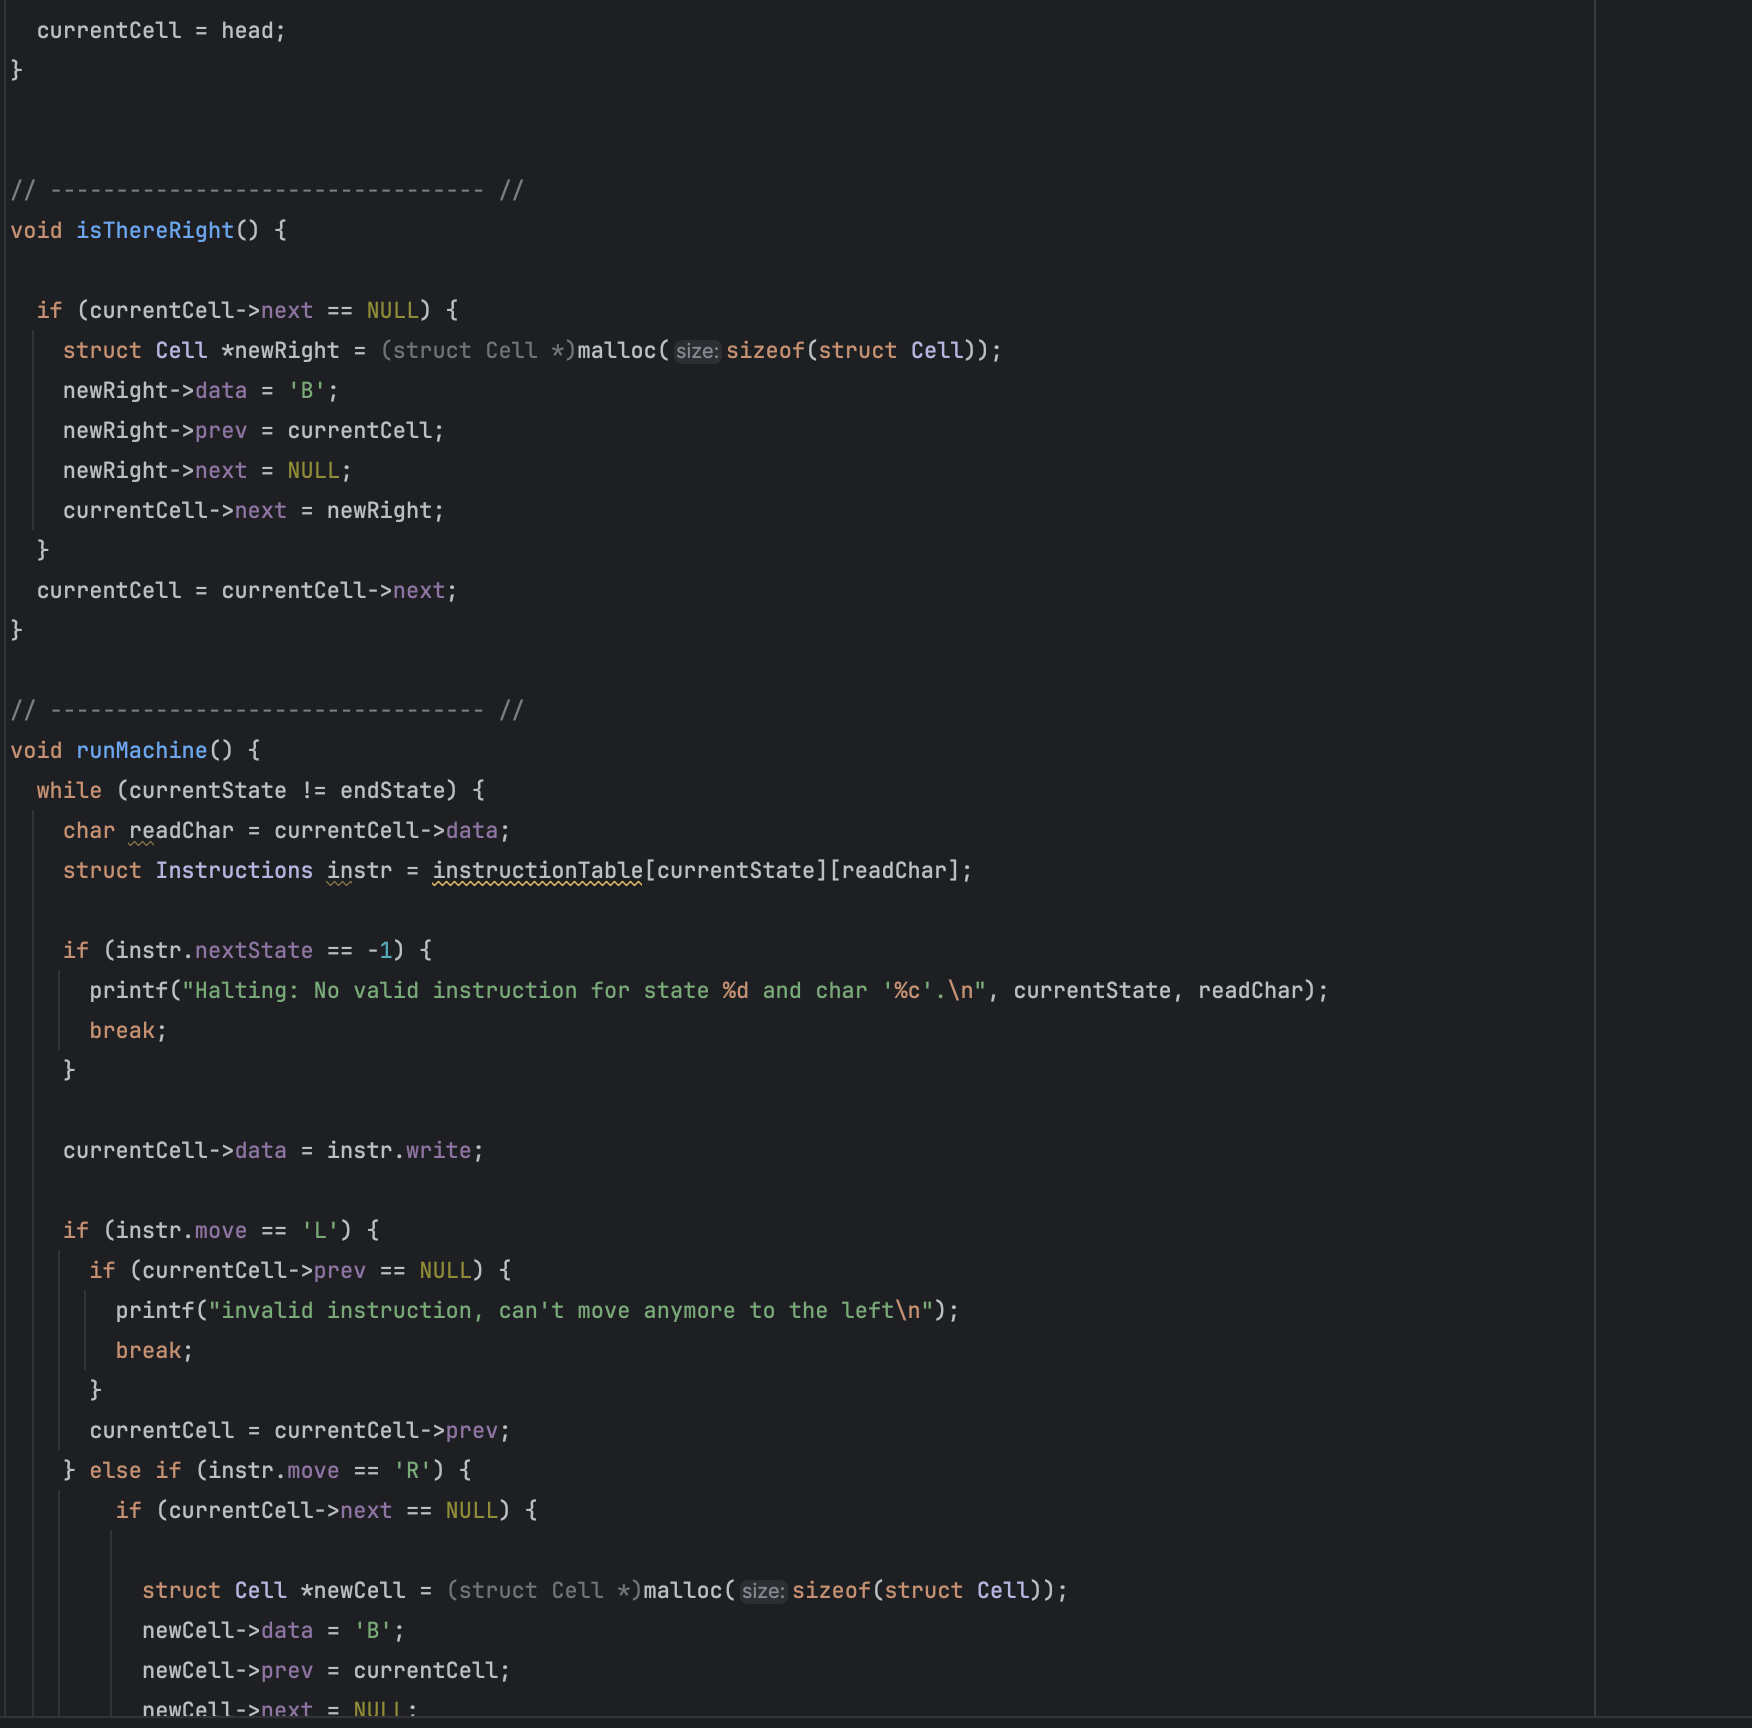 currentCell = head;
}
// --------------------------------- //
void isThereRight() {
if (currentCell->next == NULL) {
struct Cell *newRight = (struct Cell *)malloc( size: sizeof(struct Cell));
newRight->data = 'B';
newRight->prev = currentCell;
newRight->next = NULL;
currentCell->next = newRight;
}
currentCell = currentCell->next;
}
// --------------------------------- //
void runMachine() {
while (currentState != endState) {
char readChar = currentCell->data;
struct Instructions instr = instructionTable[currentState][readChar];
if (instr.nextState == -1) {
printf("Halting: No valid instruction for state %d and char '%c'.\n", currentState, readChar);
break;
}
currentCell->data = instr.write;
if (instr.move == 'L') {
if (currentCell->prev == NULL) {
printf("invalid instruction, can't move anymore to the left\n");
break;
}
currentCell = currentCell->prev;
} else if (instr.move == 'R') {
if (currentCell->next == NULL) {
struct Cell *newCell = (struct Cell *)malloc( size: sizeof(struct Cell));
newCell->data = 'B';
newCell->prev = currentCell;
newCell->next = NULL;